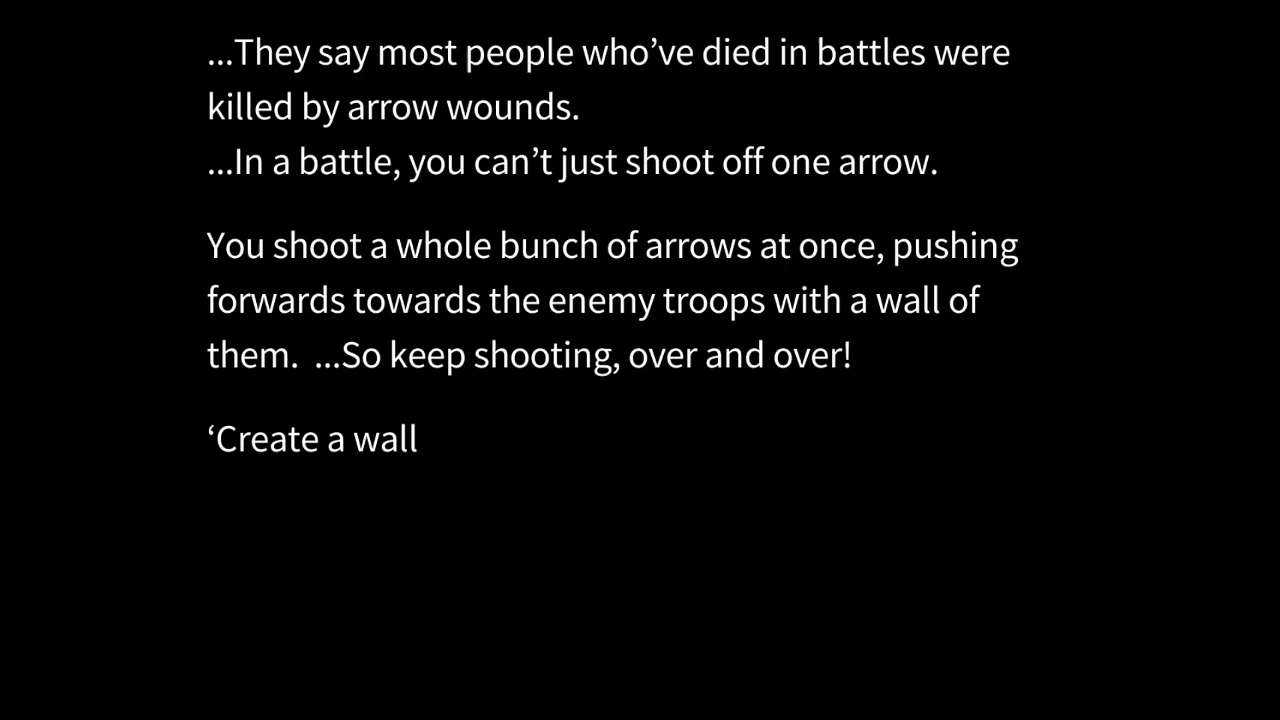 ...They say most people who’ve died in battles were
killed by arrow wounds.
...In a battle, you can’t just shoot off one arrow.
You shoot a whole bunch of arrows at once, pushing
forwards towards the enemy troops with a wall of
them.  ...So keep shooting, over and over!
‘Create a wall